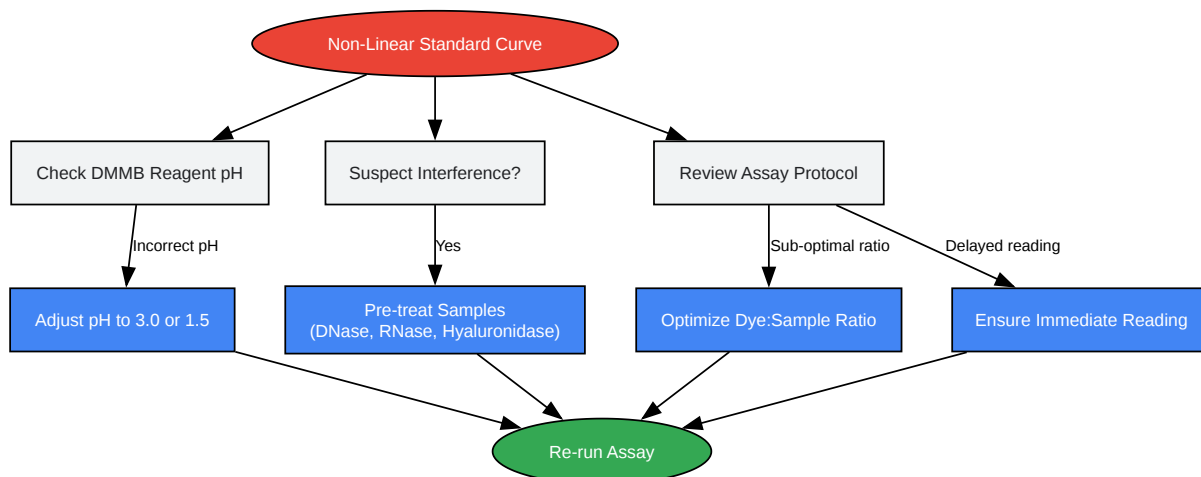 Non-Linear Standard Curve
Check DMMB Reagent pH
Suspect Interference?
Review Assay Protocol
Incorrect pH
Yes
Sub-optimal ratio
Delayed reading
Adjust pH to 3.0 or 1.5
Pre-treat Samples
(DNase, RNase, Hyaluronidase)
Optimize Dye:Sample Ratio
Ensure Immediate Reading
Re-run Assay